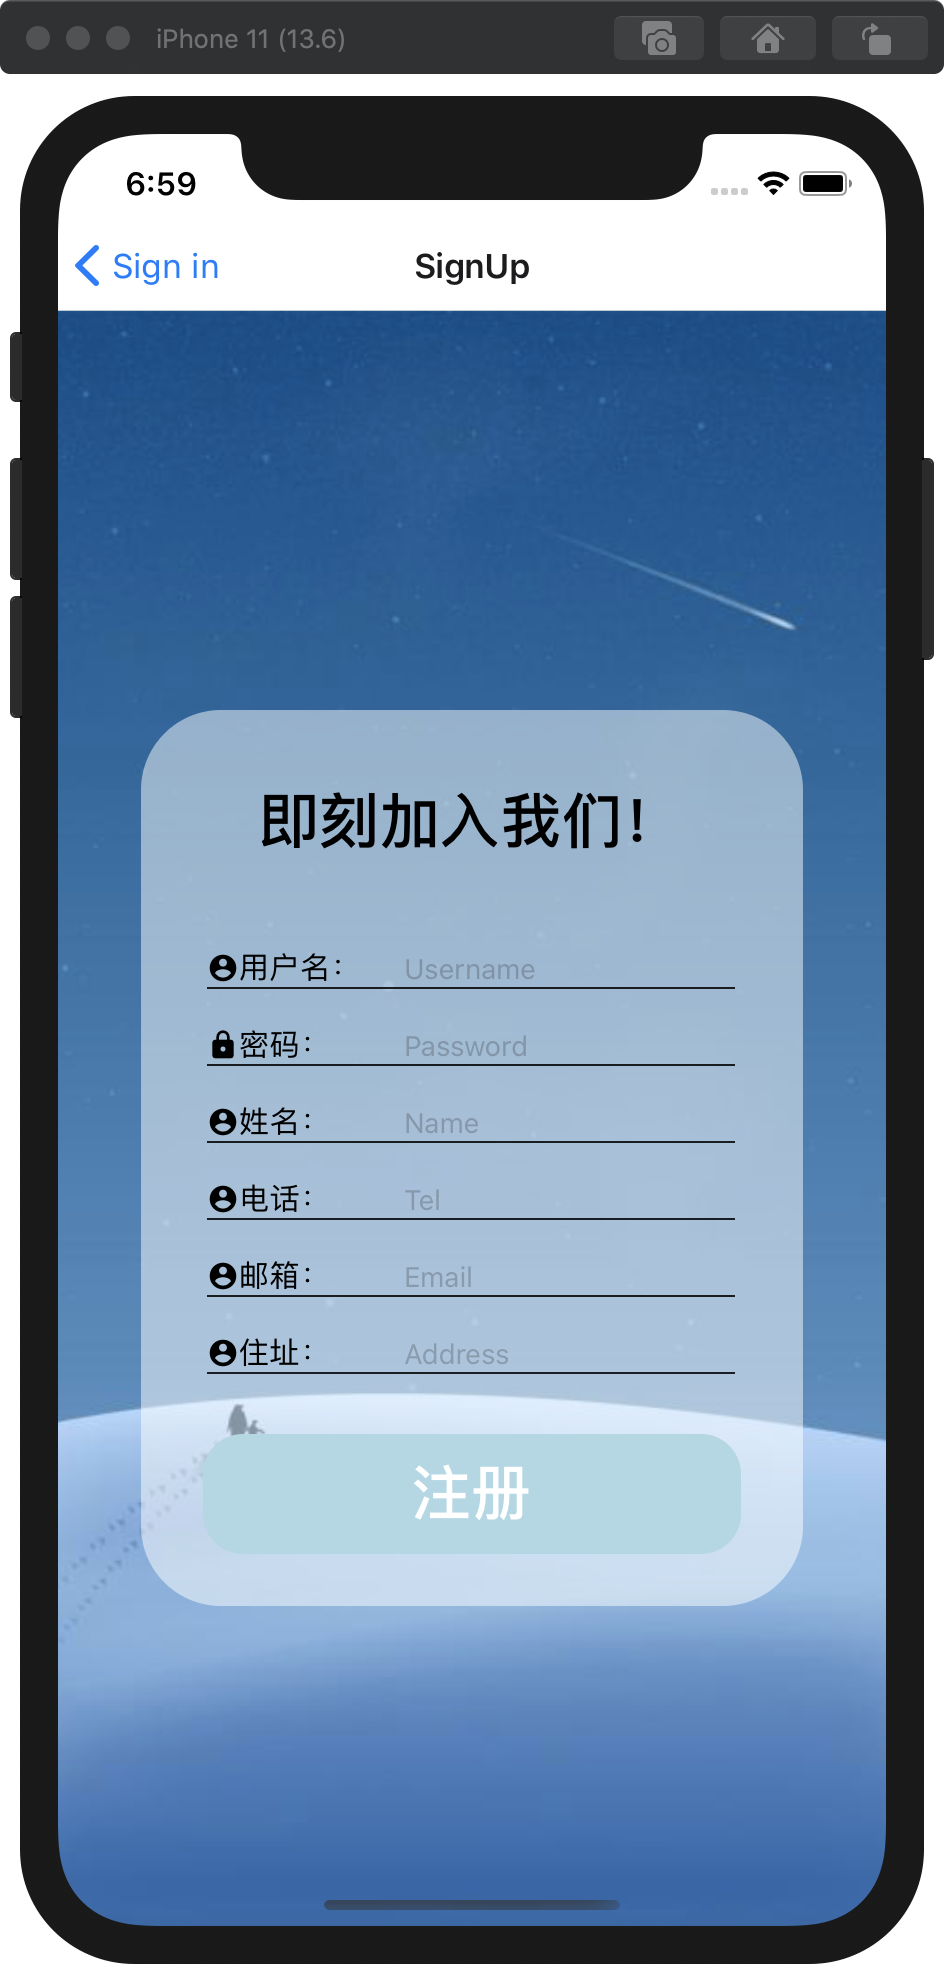 iPhone 11 (13.6)
6:59
Sign in SignUp
即刻加入我们！
用户名： Username
密码： Password
姓名： Name
电话： Tel
邮箱： Email
住址： Address
注册